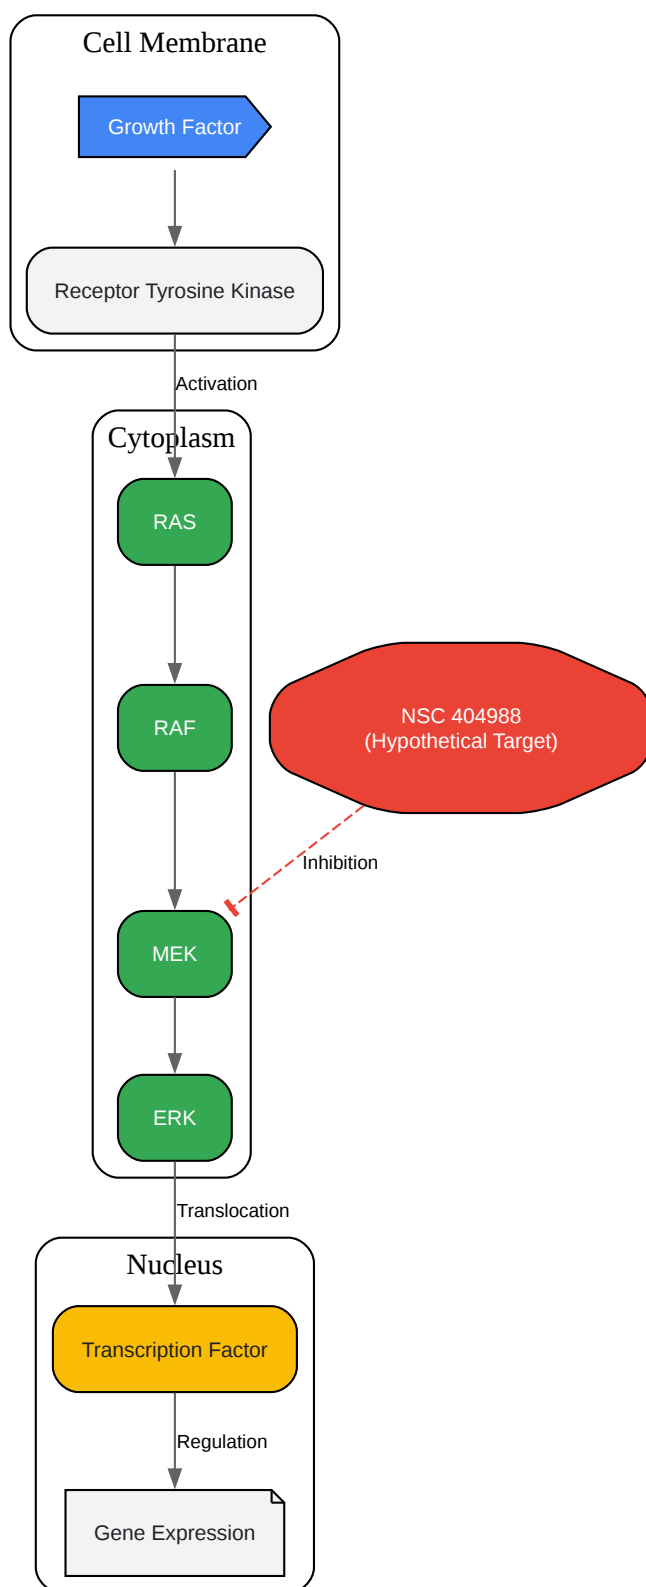 Cell Membrane
Growth Factor
Receptor Tyrosine Kinase
Activation
Cytoplasm
RAS
RAF
NSC 404988
(Hypothetical Target)
Inhibition
MEK
ERK
Translocation
Nucleus
Transcription Factor
Regulation
Gene Expression